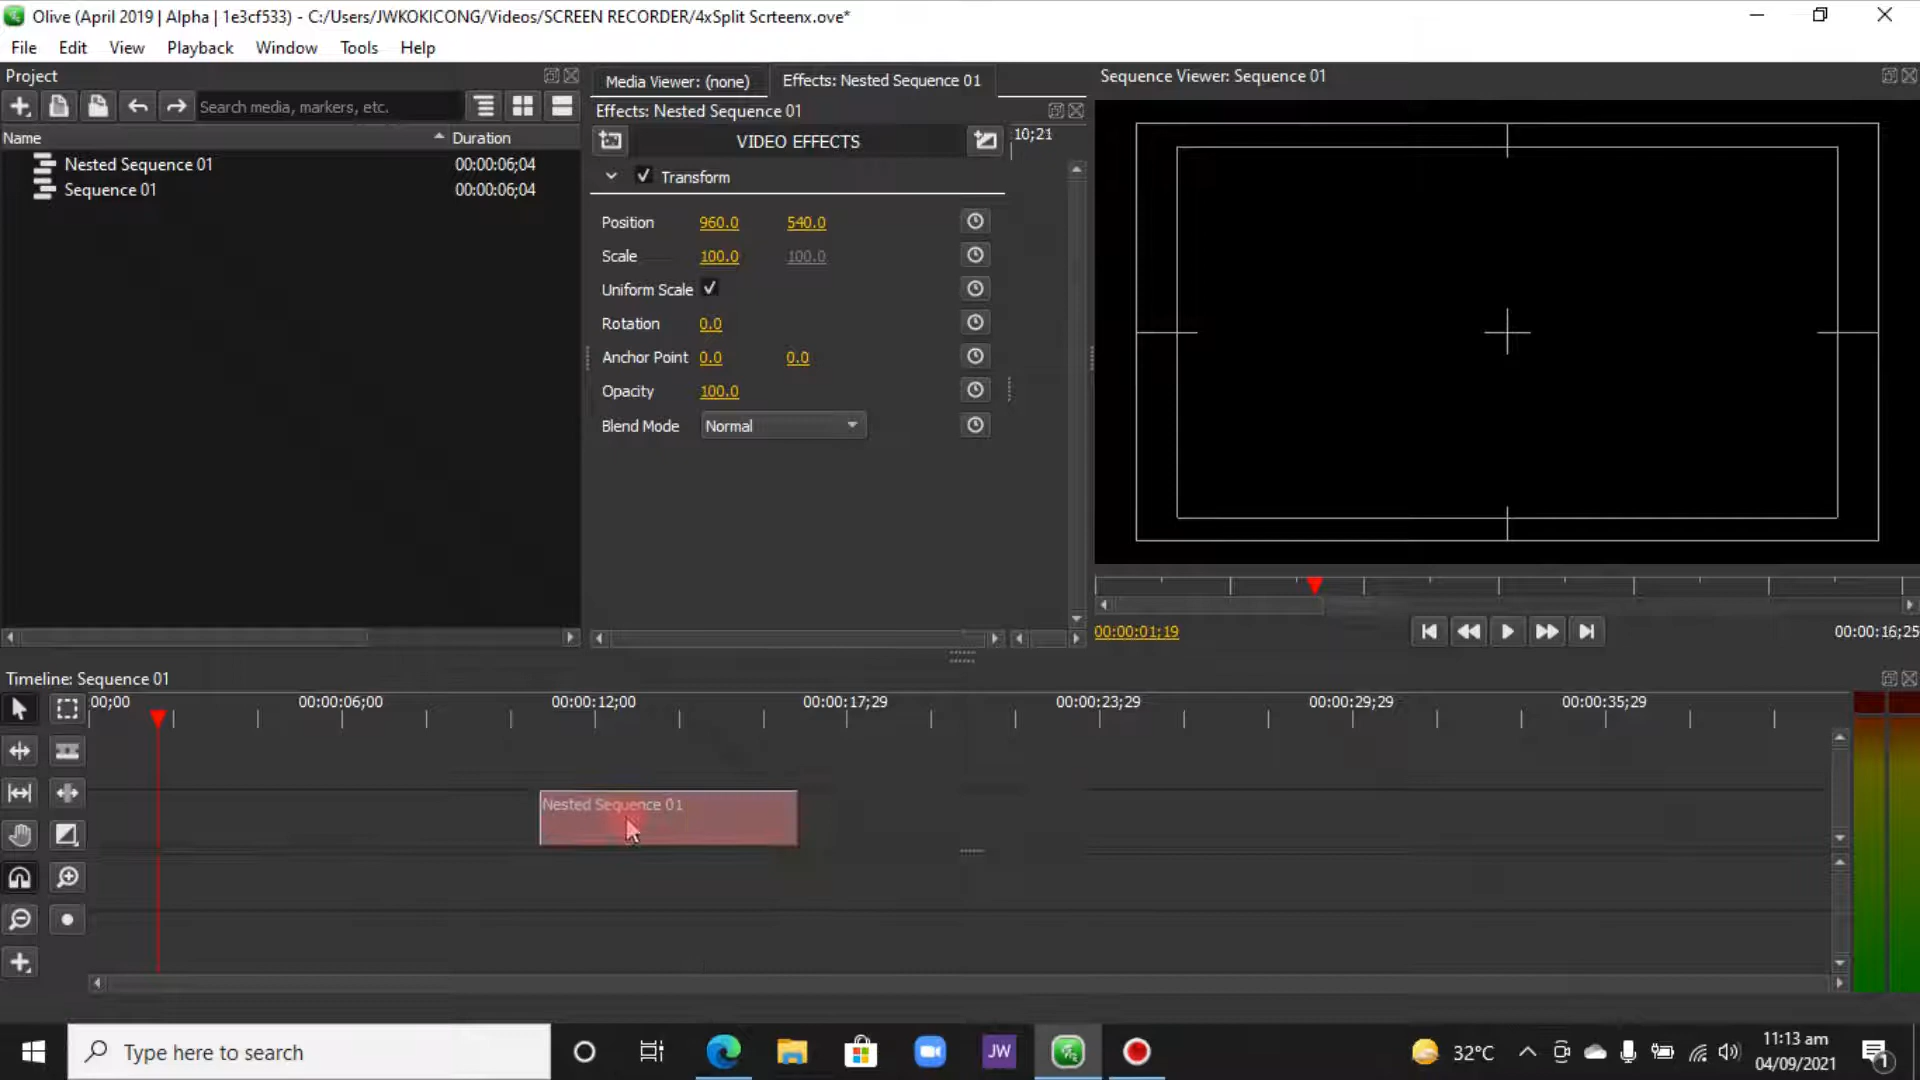 Olive (April 2019 | Alpha | 1e3cf533) - C:/Users/JWKOKICONG/Videos/SCREEN RECORDER/4xSplit Scrteenx.ove*
File Edit View Playback Window Tools Help
Project
Search media, markers, etc.
Name Duration
Nested Sequence 01 00:00:06;04
Sequence 01 00:00:06;04
Media Viewer: (none) Effects: Nested Sequence 01
Effects: Nested Sequence 01
VIDEO EFFECTS
10;21
Transform
Position 960.0 540.0
Scale 100.0 100.0
Uniform Scale
Rotation 0.0
Anchor Point 0.0 0.0
Opacity 100.0
Blend Mode Normal
Sequence Viewer: Sequence 01
00:00:01;19 00:00:16;25
Timeline: Sequence 01
00;00 00:00:06;00 00:00:12;00 00:00:17;29 00:00:23;29 00:00:29;29 00:00:35;29
Nested Sequence 01
Type here to search
JW
32°C
11:13 am
04/09/2021
1